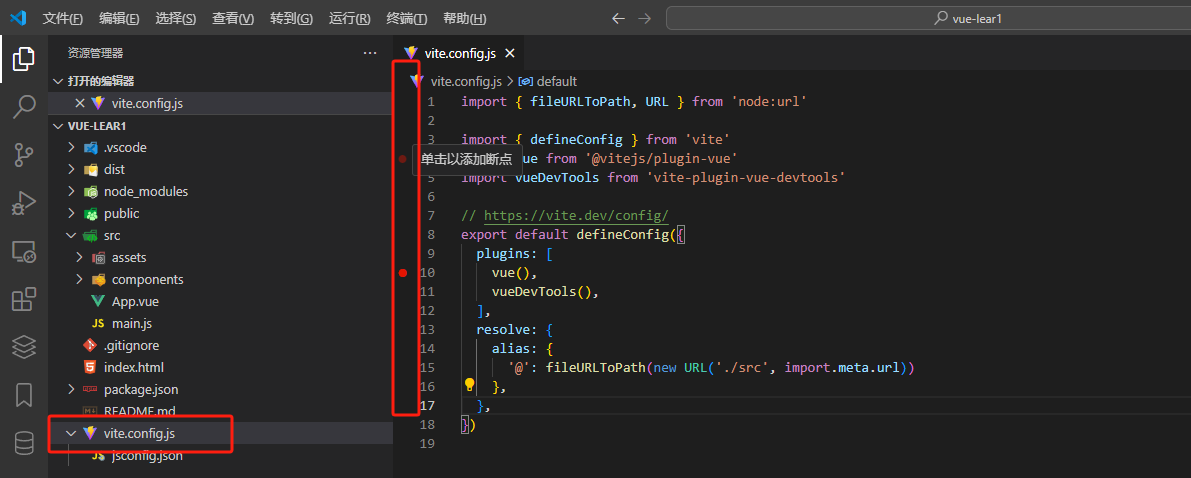 文件(F) 编辑(E) 选择(S) 查看(V) 转到(G) 运行(R) 终端(T) 帮助(H) vue-lear1
资源管理器
打开的编辑器
vite.config.js
VUE-LEAR1
.vscode
dist
node_modules
public
src
assets
components
App.vue
JS main.js
.gitignore
index.html
package.json
README.md
vite.config.js
JS jsconfig.json
vite.config.js
vite.config.js > default
1 import { fileURLToPath, URL } from 'node:url'
2
3 import { defineConfig } from 'vite'
单击以添加断点
ue from '@vitejs/plugin-vue'
5 import vueDevTools from 'vite-plugin-vue-devtools'
6
7 // https://vite.dev/config/
8 export default defineConfig({
9 plugins: [
10 vue(),
11 vueDevTools(),
12 ],
13 resolve: {
14 alias: {
15 '@': fileURLToPath(new URL('./src', import.meta.url))
16 },
17 },
18 })
19